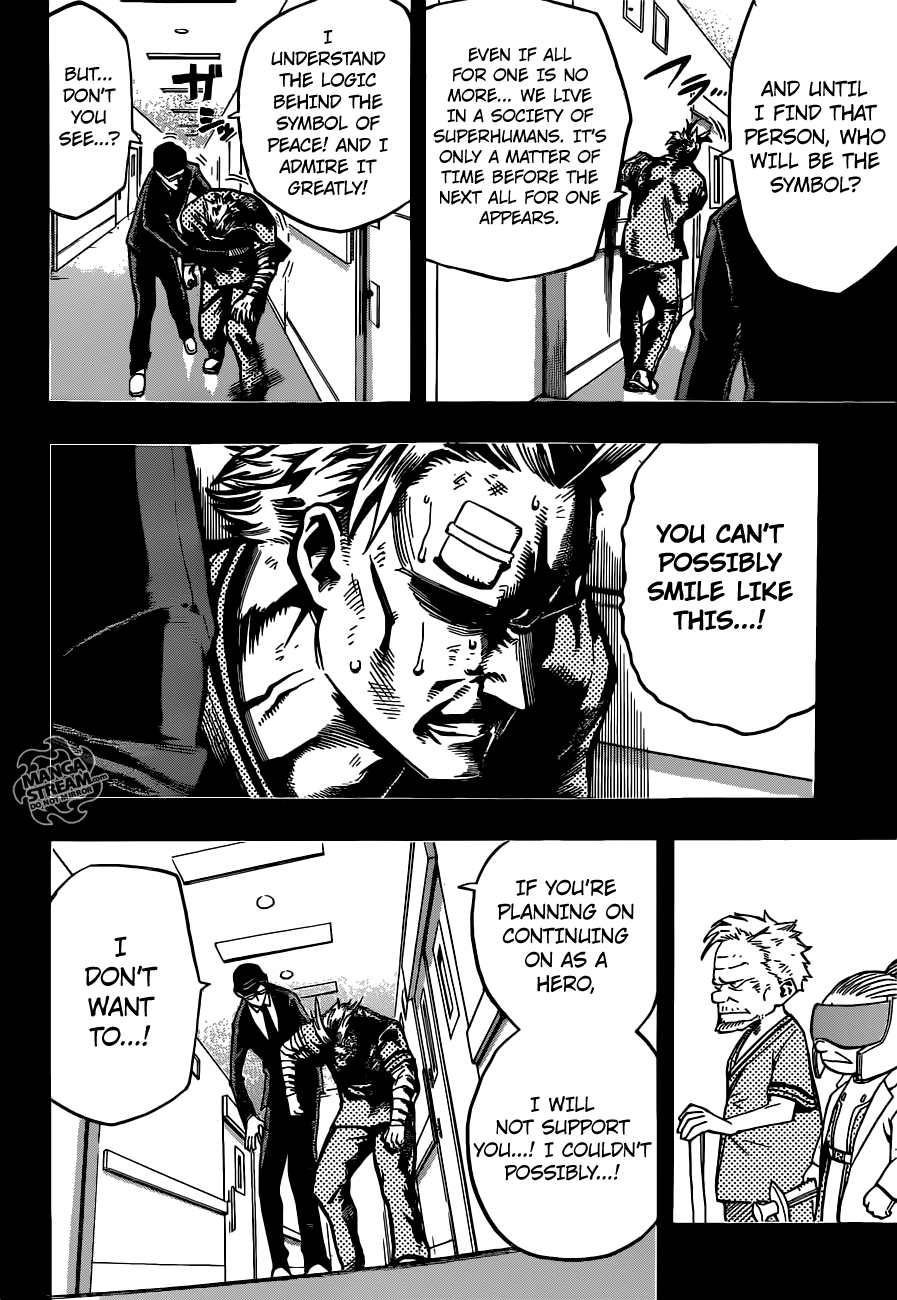 AND UNTIL
I FIND THAT
PERSON, WHO
WILL BE THE
SYMBOL?
EVEN IF ALL
FOR ONE IS NO
MORE... WE LIVE
IN A SOCIETY OF
SUPERHUMANS. IT'S
ONLY A MATTER OF
TIME BEFORE THE
NEXT ALL FOR ONE
APPEARS.
I
UNDERSTAND
THE LOGIC
BEHIND THE
SYMBOL OF
PEACE! AND I
ADMIRE IT
GREATLY!
ガ
シッ
BUT...
DON'T
YOU
SEE...?
YOU CAN'T
POSSIBLY
SMILE LIKE
THIS...!
MANGA
STREAM.com
DO NOT MIRROR
IF YOU'RE
PLANNING ON
CONTINUING
ON AS A
HERO,
I WILL
NOT SUPPORT
YOU...! I COULDN'T
POSSIBLY...!
I
DON'T
WANT
TO...!